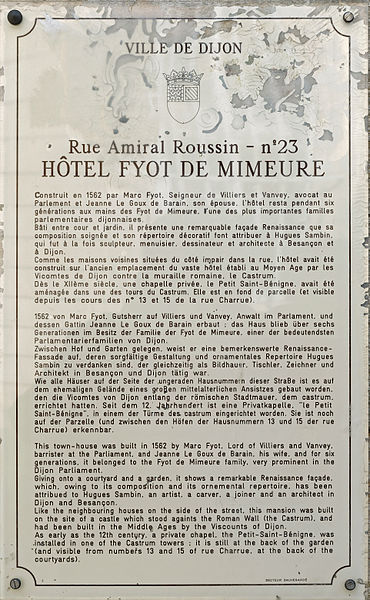 VILLE DE DIJON
Rue Amiral Roussin - n°23
HÔTEL FYOT DE MIMEURE
Construit en 1562 par Marc Fyot, Seigneur de Villiers et Vanvey, avocat au
Parlement et Jeanne Le Goux de Barain, son épouse, l'hôtel resta pendant six
générations aux mains des Fyot de Mimeure, l'une des plus importantes familles
parlementaires dijonnaises.
Bâti entre cour et jardin, il présente une remarquable façade Renaissance que sa
composition soignée et son répertoire décoratif font attribuer à Hugues Sambin,
qui fut à la fois sculpteur, menuisier, dessinateur et architecte à Besançon et
à Dijon.
Comme les maisons voisines situées du côté impair dans la rue, l'hôtel avait été
construit sur l'ancien emplacement du vaste hôtel établi au Moyen Age par les
Vicomtes de Dijon contre la muraille romaine, le Castrum.
Dès le XIIème siècle, une chapelle privée, le Petit Saint-Bénigne, avait été
aménagée dans une des tours du Castrum. Elle est en fond de parcelle (et visible
depuis les cours des n° 13 et 15 de la rue Charrue).
1562 von Marc Fyot, Gutsherr auf Villiers und Vanvey, Anwalt im Parlament, und
dessen Gattin Jeanne Le Goux de Barain erbaut ; das Haus blieb über sechs
Generationen im Besitz der Familie der Fyot de Mimeure, einer der bedeutendsten
Parlamentarierfamilien von Dijon.
Zwischen Hof und Garten gelegen, weist er eine bemerkenswerte Renaissance-
Fassade auf, deren sorgfältige Gestaltung und ornamentales Repertoire Hugues
Sambin zu verdanken sind, der gleichzeitig als Bildhauer, Tischler, Zeichner und
Architekt in Besançon und Dijon tätig war.
Wie alle Häuser auf der Seite der ungeraden Hausnummern dieser Straße ist es auf
dem ehemaligen Gelände eines großen mittelalterlichen Ansitzes gebaut worden,
den die Vicomtes von Dijon entlang der römischen Stadtmauer, dem castrum,
errichtet hatten. Seit dem 12. Jahrhundert ist eine Privatkapelle, "le Petit
Saint-Bénigne", in einem der Türme des castrum eingerichtet worden. Sie ist noch
auf der Parzelle (und zwischen den Höfen der Hausnummern 13 und 15 der rue
Charrue) erkennbar.
This town-house was built in 1562 by Marc Fyot, Lord of Villiers and Vanvey,
barrister at the Parliament, and Jeanne Le Goux de Barain, his wife, and for six
generations, it belonged to the Fyot de Mimeure family, very prominent in the
Dijon Parliament.
Giving onto a courtyard and a garden, it shows a remarkable Renaissance façade,
which, owing to its composition and its ornemental repertoire, has been
attribued to Hugues Sambin, an artist, a carver, a joiner and an architect in
Dijon and Besançon.
Like the neighbouring houses on the side of the street, this mansion was built
on the site of a castle which stood againts the Roman Wall (the Castrum), and
had been built in the Middle Ages by the Viscounts of Dijon.
As early as the 12th century, a private chapel, the Petit-Saint-Bénigne, was
installed in one of the Castrum towers ; it is still at the back of the garden
(and visible from numbers 13 and 15 of rue Charrue, at the back of the
courtyards).